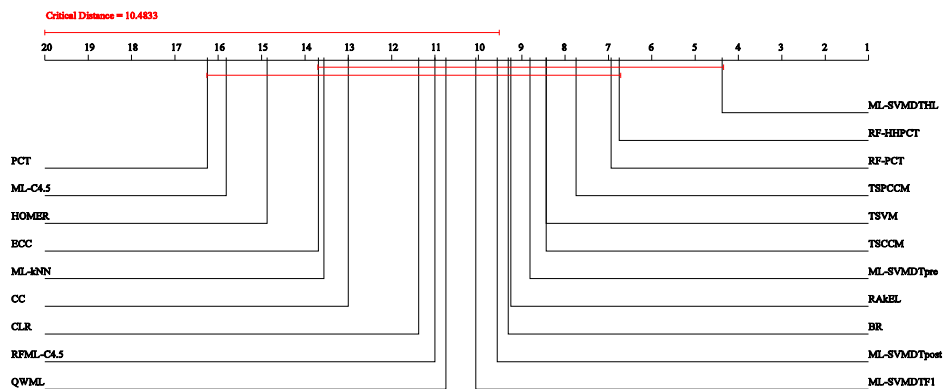 Critical Distance = 10.4833
20 19 18 17 16 15 14 13 12 11 10 9 8 7 6 5 4 3 2 1
ML-SVMDTHL
RF-HHPCT
PCT RF-PCT
ML-C4.5 TSPCCM
HOMER TSVM
ECC TSCCM
ML-kNN ML-SVMDTpre
CC RAkEL
CLR BR
RFML-C4.5 ML-SVMDTpost
QWML ML-SVMDTF1